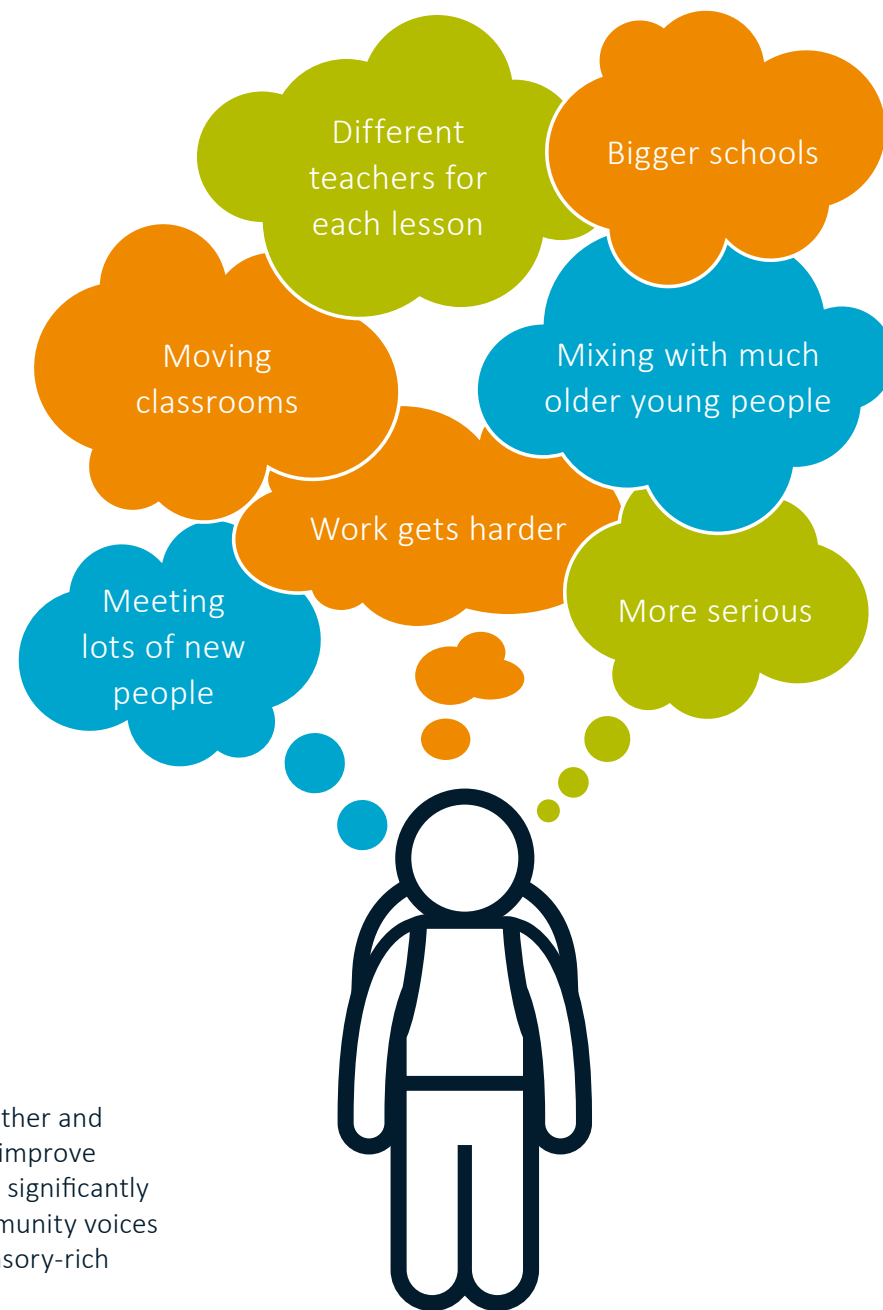 Different
teachers for
each lesson
Bigger schools
Moving
classrooms
Mixing with much
older young people
Work gets harder
Meeting
lots of new
people
More serious
ther and
improve
significantly
munity voices
sory-rich